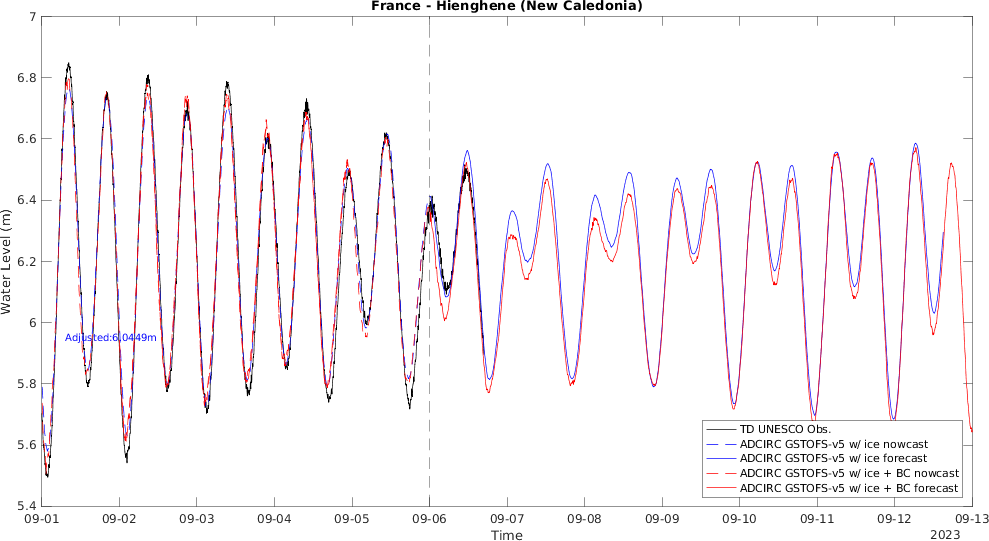 France - Hienghene (New Caledonia)
Water Level (m)
7
6.8
6.6
6.4
6.2
6
5.8
5.6
5.4
Adjusted:6.0449m
TD UNESCO Obs.
ADCIRC GSTOFS-v5 w/ ice nowcast
ADCIRC GSTOFS-v5 w/ ice forecast
ADCIRC GSTOFS-v5 w/ ice + BC nowcast
ADCIRC GSTOFS-v5 w/ ice + BC forecast
09-01 09-02 09-03 09-04 09-05 09-06 09-07 09-08 09-09 09-10 09-11 09-12 09-13
Time
2023